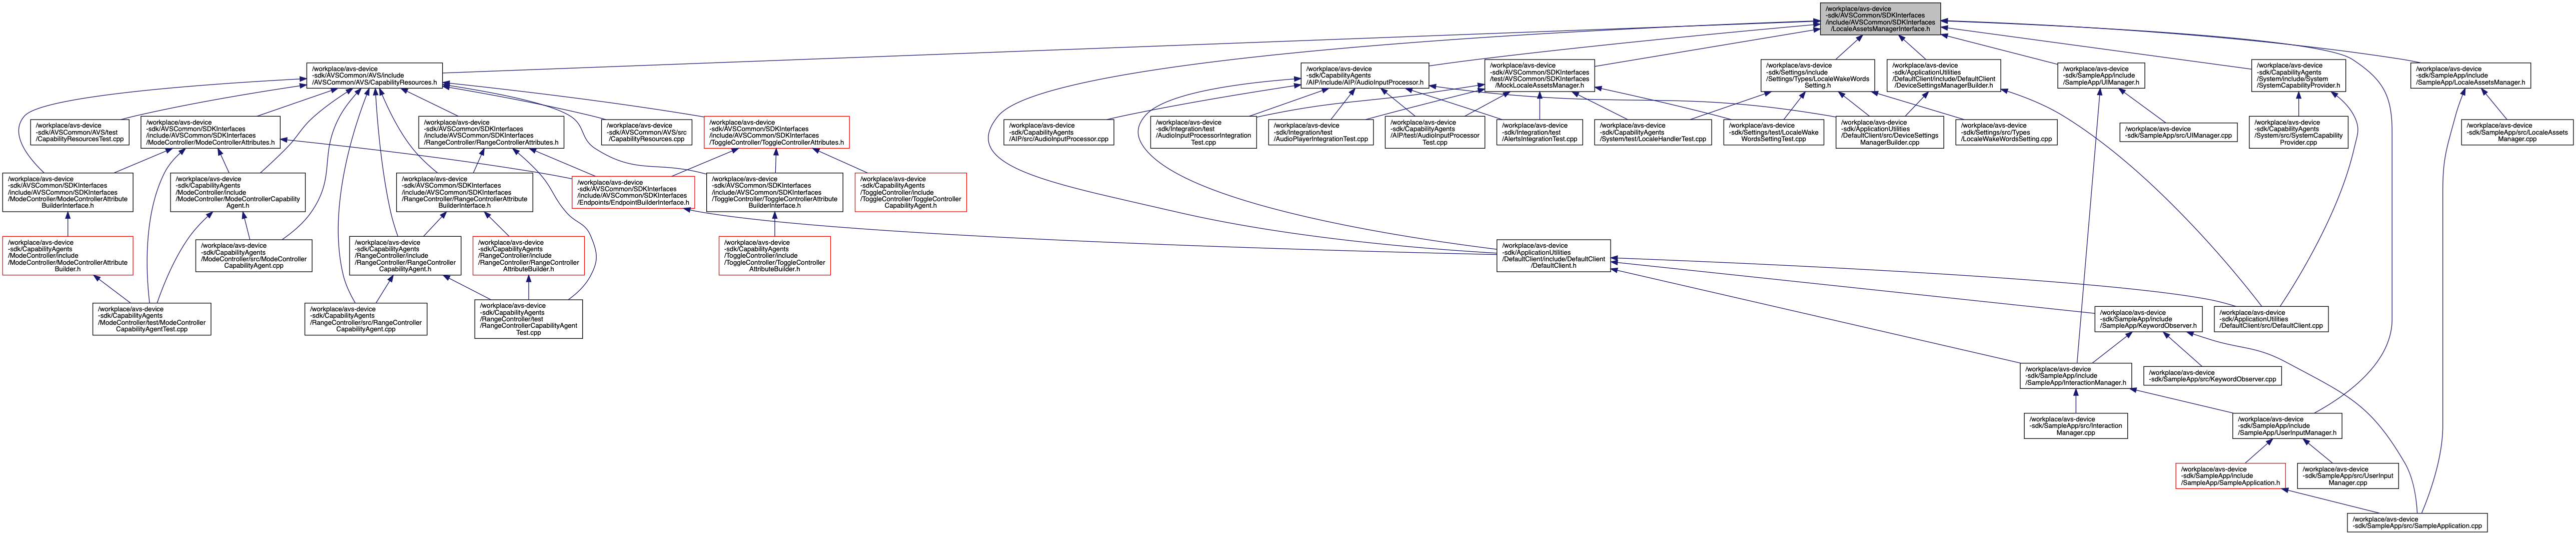 /workplace/avs-device
-sdk/AVSCommon/SDKInterfaces
/include/AVSCommon/SDKInterfaces
/LocaleAssetsManagerInterface.h
/workplace/avs-device
-sdk/AVSCommon/AVS/include
/AVSCommon/AVS/CapabilityResources.h
/workplace/avs-device
-sdk/CapabilityAgents
/AIP/include/AIP/AudioInputProcessor.h
/workplace/avs-device
-sdk/AVSCommon/SDKInterfaces
/test/AVSCommon/SDKInterfaces
/MockLocaleAssetsManager.h
/workplace/avs-device
-sdk/Settings/include
/Settings/Types/LocaleWakeWords
Setting.h
/workplace/avs-device
-sdk/ApplicationUtilities
/DefaultClient/include/DefaultClient
/DeviceSettingsManagerBuilder.h
/workplace/avs-device
-sdk/SampleApp/include
/SampleApp/UIManager.h
/workplace/avs-device
-sdk/CapabilityAgents
/System/include/System
/SystemCapabilityProvider.h
/workplace/avs-device
-sdk/SampleApp/include
/SampleApp/LocaleAssetsManager.h
/workplace/avs-device
-sdk/AVSCommon/AVS/test
/CapabilityResourcesTest.cpp
/workplace/avs-device
-sdk/AVSCommon/SDKInterfaces
/include/AVSCommon/SDKInterfaces
/ModeController/ModeControllerAttributes.h
/workplace/avs-device
-sdk/AVSCommon/SDKInterfaces
/include/AVSCommon/SDKInterfaces
/RangeController/RangeControllerAttributes.h
/workplace/avs-device
-sdk/AVSCommon/AVS/src
/CapabilityResources.cpp
/workplace/avs-device
-sdk/AVSCommon/SDKInterfaces
/include/AVSCommon/SDKInterfaces
/ToggleController/ToggleControllerAttributes.h
/workplace/avs-device
-sdk/CapabilityAgents
/AIP/src/AudioInputProcessor.cpp
/workplace/avs-device
-sdk/Integration/test
/AudioInputProcessorIntegration
Test.cpp
/workplace/avs-device
-sdk/Integration/test
/AudioPlayerIntegrationTest.cpp
/workplace/avs-device
-sdk/CapabilityAgents
/AIP/test/AudioInputProcessor
Test.cpp
/workplace/avs-device
-sdk/Integration/test
/AlertsIntegrationTest.cpp
/workplace/avs-device
-sdk/CapabilityAgents
/System/test/LocaleHandlerTest.cpp
/workplace/avs-device
-sdk/Settings/test/LocaleWake
WordsSettingTest.cpp
/workplace/avs-device
-sdk/ApplicationUtilities
/DefaultClient/src/DeviceSettings
ManagerBuilder.cpp
/workplace/avs-device
-sdk/Settings/src/Types
/LocaleWakeWordsSetting.cpp
/workplace/avs-device
-sdk/SampleApp/src/UIManager.cpp
/workplace/avs-device
-sdk/CapabilityAgents
/System/src/SystemCapability
Provider.cpp
/workplace/avs-device
-sdk/SampleApp/src/LocaleAssets
Manager.cpp
/workplace/avs-device
-sdk/AVSCommon/SDKInterfaces
/include/AVSCommon/SDKInterfaces
/ModeController/ModeControllerAttribute
BuilderInterface.h
/workplace/avs-device
-sdk/CapabilityAgents
/ModeController/include
/ModeController/ModeControllerCapability
Agent.h
/workplace/avs-device
-sdk/AVSCommon/SDKInterfaces
/include/AVSCommon/SDKInterfaces
/RangeController/RangeControllerAttribute
BuilderInterface.h
/workplace/avs-device
-sdk/AVSCommon/SDKInterfaces
/include/AVSCommon/SDKInterfaces
/Endpoints/EndpointBuilderInterface.h
/workplace/avs-device
-sdk/AVSCommon/SDKInterfaces
/include/AVSCommon/SDKInterfaces
/ToggleController/ToggleControllerAttribute
BuilderInterface.h
/workplace/avs-device
-sdk/CapabilityAgents
/ToggleController/include
/ToggleController/ToggleController
CapabilityAgent.h
/workplace/avs-device
-sdk/CapabilityAgents
/ModeController/include
/ModeController/ModeControllerAttribute
Builder.h
/workplace/avs-device
-sdk/CapabilityAgents
/ModeController/src/ModeController
CapabilityAgent.cpp
/workplace/avs-device
-sdk/CapabilityAgents
/RangeController/include
/RangeController/RangeController
CapabilityAgent.h
/workplace/avs-device
-sdk/CapabilityAgents
/RangeController/include
/RangeController/RangeController
AttributeBuilder.h
/workplace/avs-device
-sdk/CapabilityAgents
/ToggleController/include
/ToggleController/ToggleController
AttributeBuilder.h
/workplace/avs-device
-sdk/ApplicationUtilities
/DefaultClient/include/DefaultClient
/DefaultClient.h
/workplace/avs-device
-sdk/CapabilityAgents
/ModeController/test/ModeController
CapabilityAgentTest.cpp
/workplace/avs-device
-sdk/CapabilityAgents
/RangeController/src/RangeController
CapabilityAgent.cpp
/workplace/avs-device
-sdk/CapabilityAgents
/RangeController/test
/RangeControllerCapabilityAgent
Test.cpp
/workplace/avs-device
-sdk/SampleApp/include
/SampleApp/KeywordObserver.h
/workplace/avs-device
-sdk/ApplicationUtilities
/DefaultClient/src/DefaultClient.cpp
/workplace/avs-device
-sdk/SampleApp/include
/SampleApp/InteractionManager.h
/workplace/avs-device
-sdk/SampleApp/src/KeywordObserver.cpp
/workplace/avs-device
-sdk/SampleApp/src/Interaction
Manager.cpp
/workplace/avs-device
-sdk/SampleApp/include
/SampleApp/UserInputManager.h
/workplace/avs-device
-sdk/SampleApp/include
/SampleApp/SampleApplication.h
/workplace/avs-device
-sdk/SampleApp/src/UserInput
Manager.cpp
/workplace/avs-device
-sdk/SampleApp/src/SampleApplication.cpp